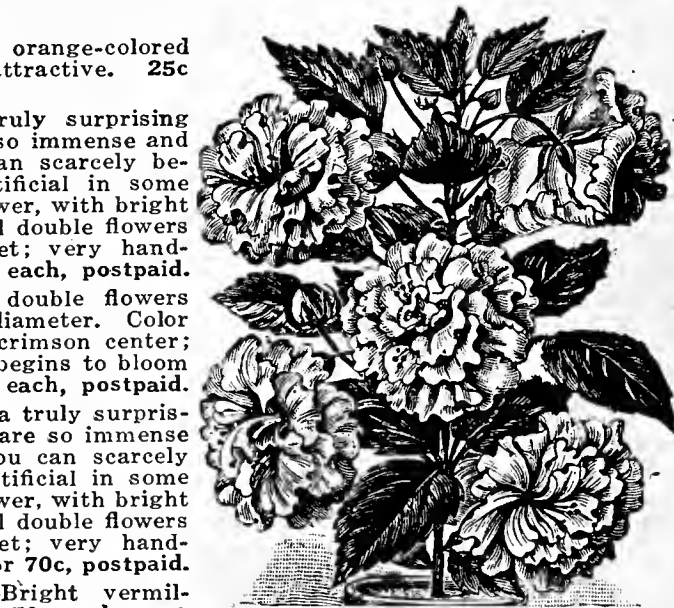 orange-colored
attractive. 25c
ruly surprising
so immense and
an scarcely be-
tificial in some
wer, with bright
l double flowers
et; very hand-
each, postpaid.
double flowers
diameter. Color
crimson center;
begins to bloom
each, postpaid.
a truly surpris-
are so immense
ou can scarcely
tificial in some
wer, with bright
l double flowers
et; very hand-
or 70c, postpaid.
Bright vermil-